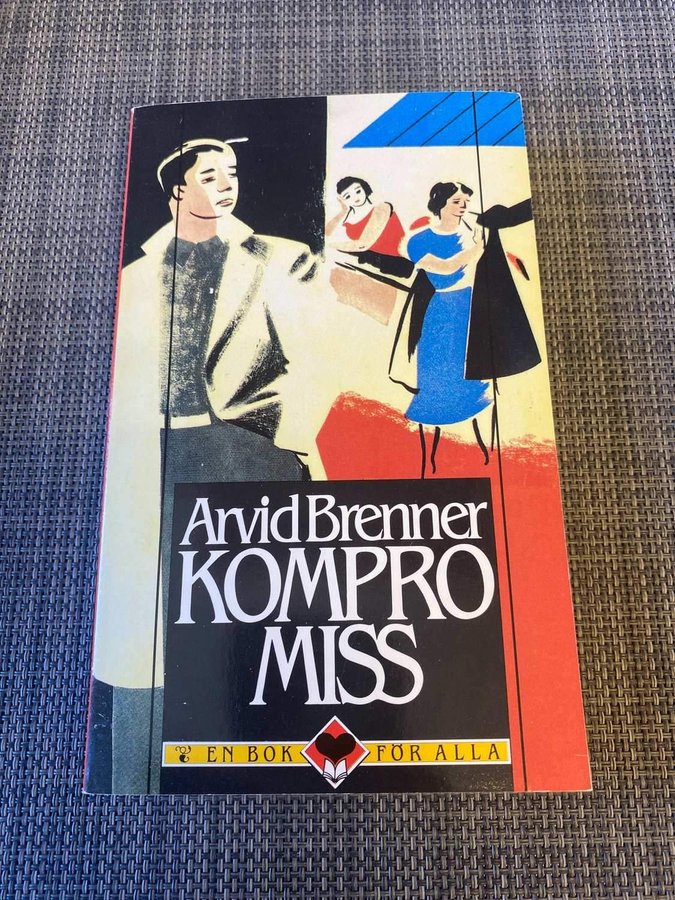 Arvid Brenner
KOMPRO
MISS
EN BOK FÖR ALLA